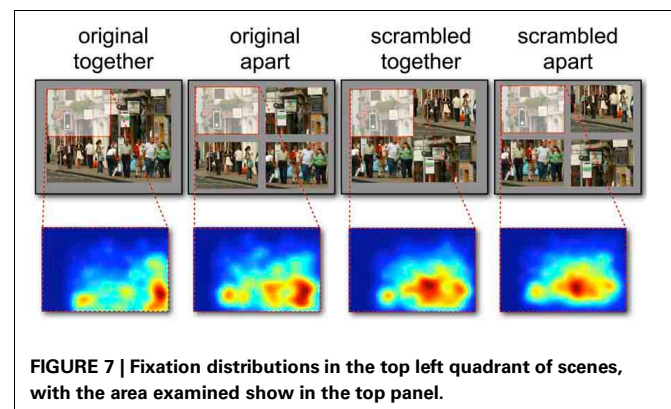 original together
original apart
scrambled together
scrambled apart
FIGURE 7 | Fixation distributions in the top left quadrant of scenes,
with the area examined show in the top panel.